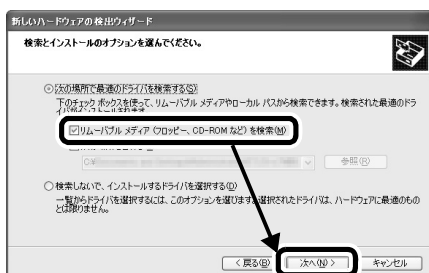 新しいハードウェアの検出ウィザード
検索とインストールのオプションを選んでください。
次の場所で最適のドライバを検索する(S)
下のチェック ボックスを使って、リムーバブル メディアやローカル パスから検索できます。検索された最適のドラ
イバがインストールされます。
リムーバブル メディア (フロッピー、CD-ROM など) を検索(M)
参照(R)
検索しないで、インストールするドライバを選択する(D)
一覧からドライバを選択するには、このオプションを選びます。選択されたドライバは、ハードウェアに最適のもの
とは限りません。
< 戻る(B)
次へ(N) >
キャンセル